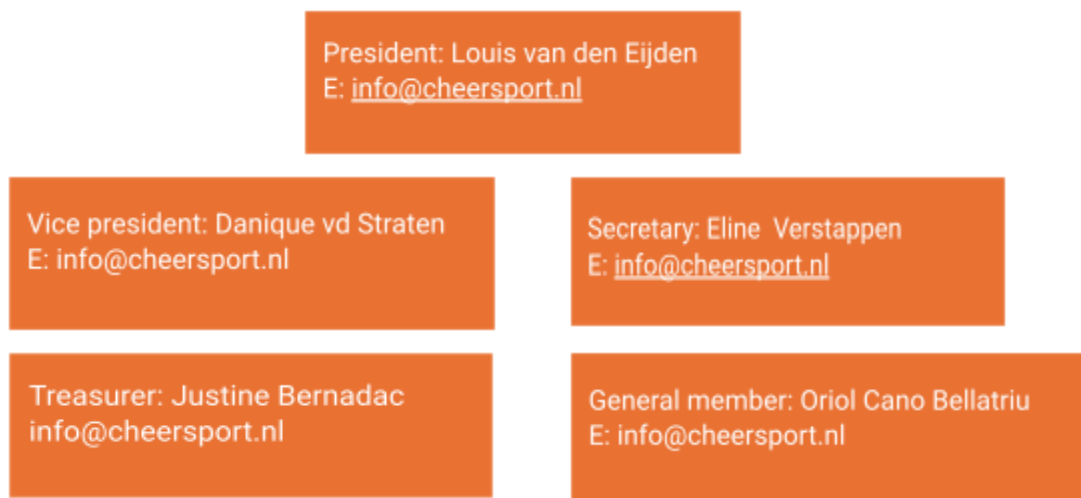 President: Louis van den Eijden
E: info@cheersport.nl
Vice president: Danique vd Straten
E: info@cheersport.nl
Secretary: Eline  Verstappen
E: info@cheersport.nl
Treasurer: Justine Bernadac
info@cheersport.nl
General member: Oriol Cano Bellatriu
E: info@cheersport.nl